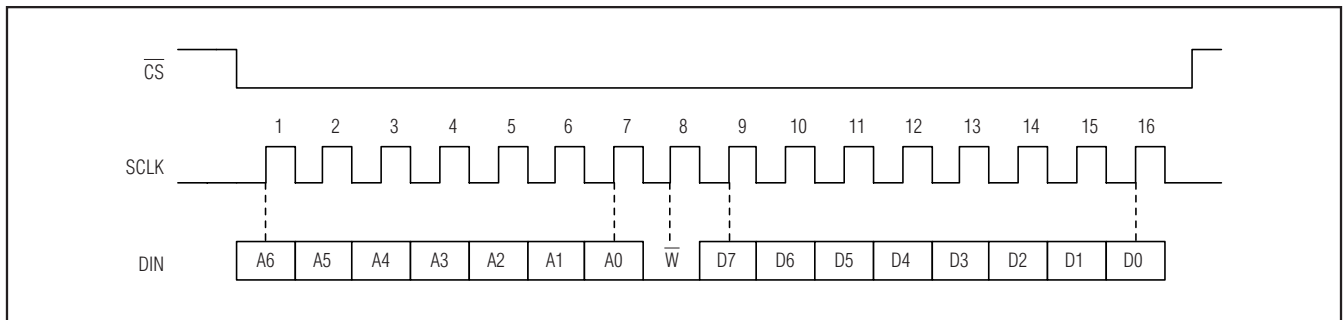 C̅S̅
1 2 3 4 5 6 7 8 9 10 11 12 13 14 15 16
SCLK
DIN A6 A5 A4 A3 A2 A1 A0 W̅ D7 D6 D5 D4 D3 D2 D1 D0